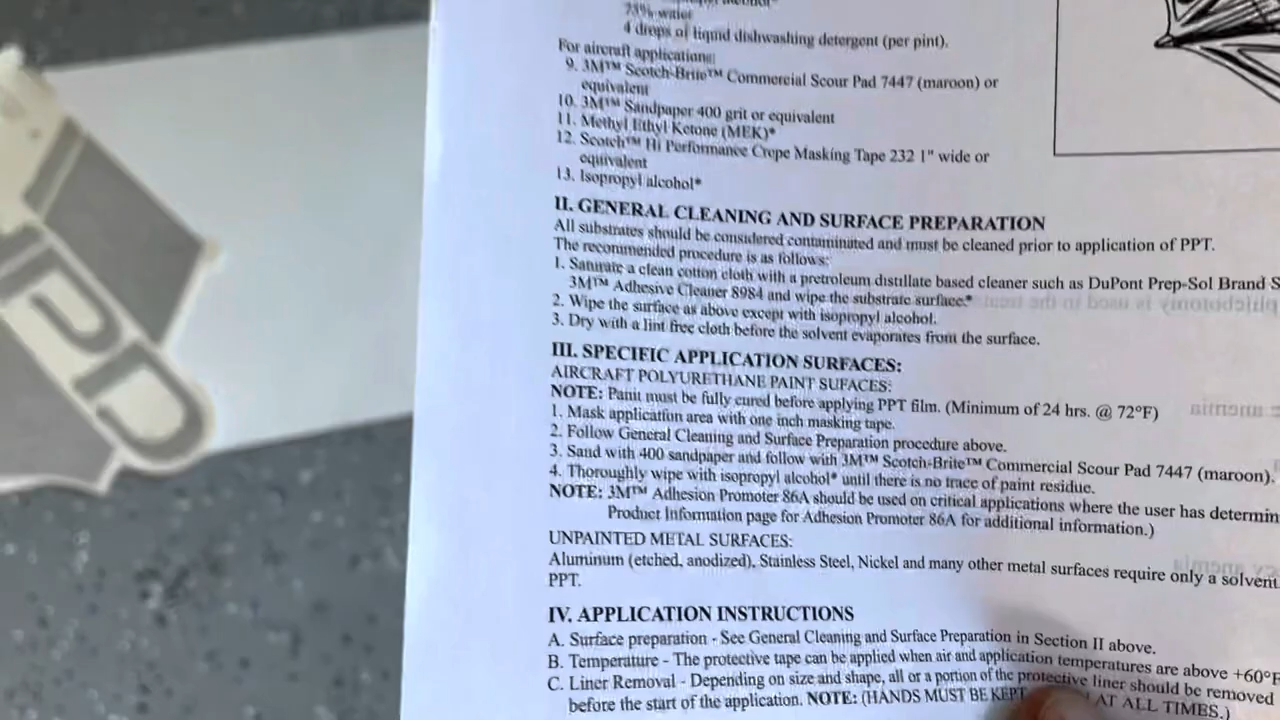 75% water
4 drops of liquid dishwashing detergent (per pint).
For aircraft applications:
9. 3M™ Scotch-Brite™ Commercial Scour Pad 7447 (maroon) or
equivalent
10. 3M™ Sandpaper 400 grit or equivalent
11. Methyl Ethyl Ketone (MEK)*
12. Scotch™ Hi Performance Crepe Masking Tape 232 1" wide or
equivalent
13. Isopropyl alcohol*
II. GENERAL CLEANING AND SURFACE PREPARATION
All substrates should be considered contaminated and must be cleaned prior to application of PPT.
The recommended procedure is as follows:
1. Saturate a clean cotton cloth with a pretroleum distillate based cleaner such as DuPont Prep-Sol Brand S
3M™ Adhesive Cleaner 8984 and wipe the substrate surface.*
2. Wipe the surface as above except with isopropyl alcohol.
3. Dry with a lint free cloth before the solvent evaporates from the surface.
III. SPECIFIC APPLICATION SURFACES:
AIRCRAFT POLYURETHANE PAINT SUFACES:
NOTE: Panit must be fully cured before applying PPT film. (Minimum of 24 hrs. @ 72°F)
1. Mask application area with one inch masking tape.
2. Follow General Cleaning and Surface Preparation procedure above.
3. Sand with 400 sandpaper and follow with 3M™ Scotch-Brite™ Commercial Scour Pad 7447 (maroon).
4. Thoroughly wipe with isopropyl alcohol* until there is no trace of paint residue.
NOTE: 3M™ Adhesion Promoter 86A should be used on critical applications where the user has determin
Product Information page for Adhesion Promoter 86A for additional information.)
UNPAINTED METAL SURFACES:
Aluminum (etched, anodized), Stainless Steel, Nickel and many other metal surfaces require only a solvent
PPT.
IV. APPLICATION INSTRUCTIONS
A. Surface preparation - See General Cleaning and Surface Preparation in Section II above.
B. Temperature - The protective tape can be applied when air and application temperatures are above +60°F
C. Liner Removal - Depending on size and shape, all or a portion of the protective liner should be removed
before the start of the application. NOTE: (HANDS MUST BE KEPT AT ALL TIMES.)